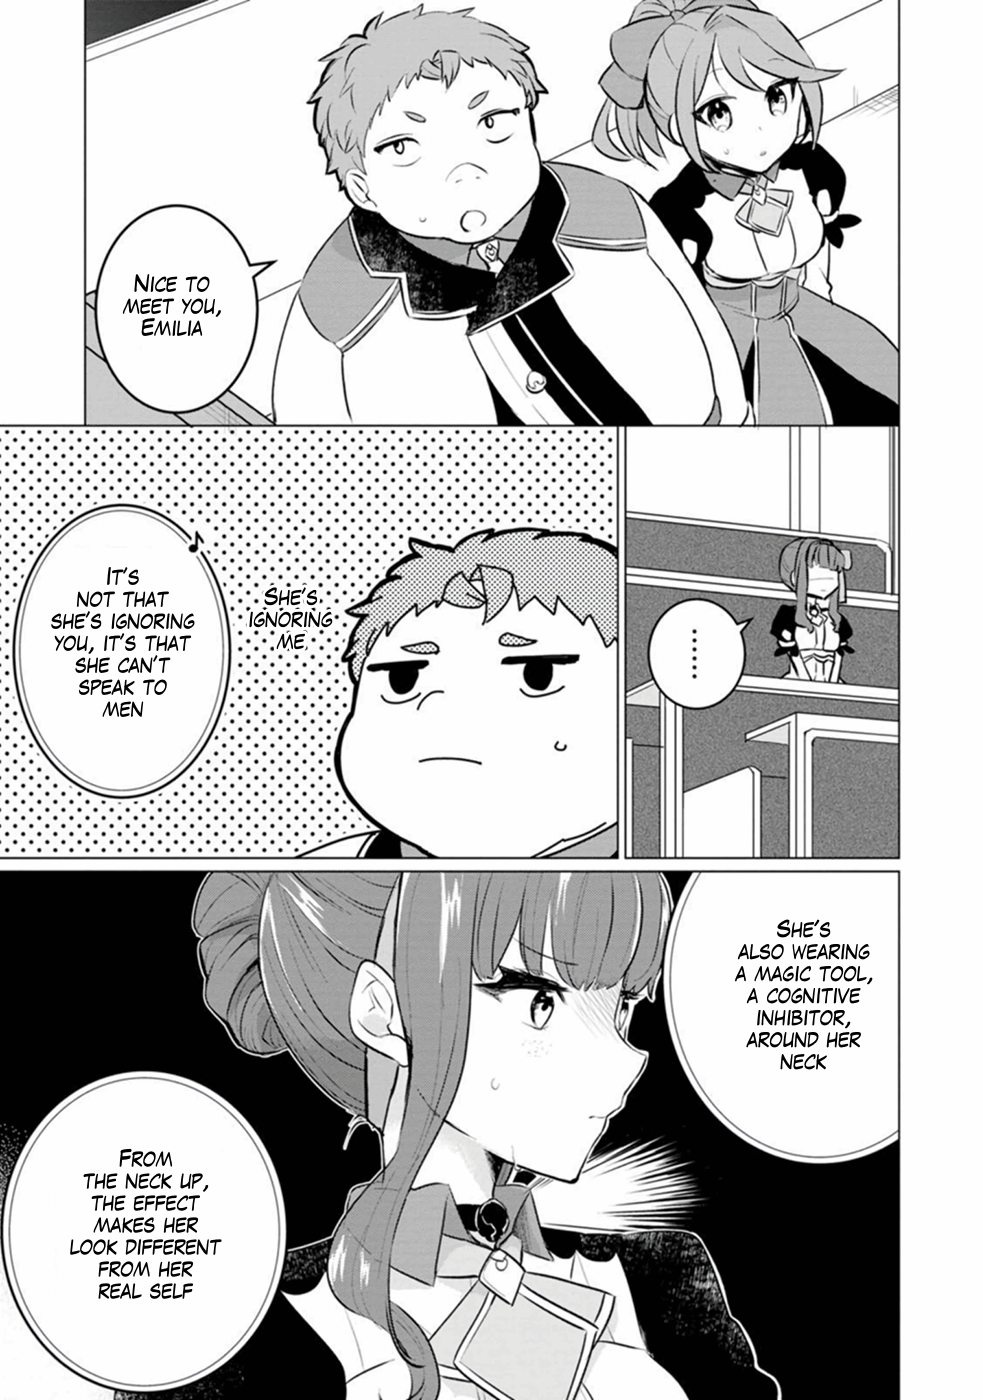 NICE TO
MEET YOU,
EMILIA
......
SHE'S
IGNORING
ME
IT'S
NOT THAT
SHE'S IGNORING
YOU, IT'S THAT
SHE CAN'T
SPEAK TO
MEN
SHE'S
ALSO WEARING
A MAGIC TOOL,
A COGNITIVE
INHIBITOR,
AROUND HER
NECK
FROM
THE NECK UP,
THE EFFECT
MAKES HER
LOOK DIFFERENT
FROM HER
REAL SELF